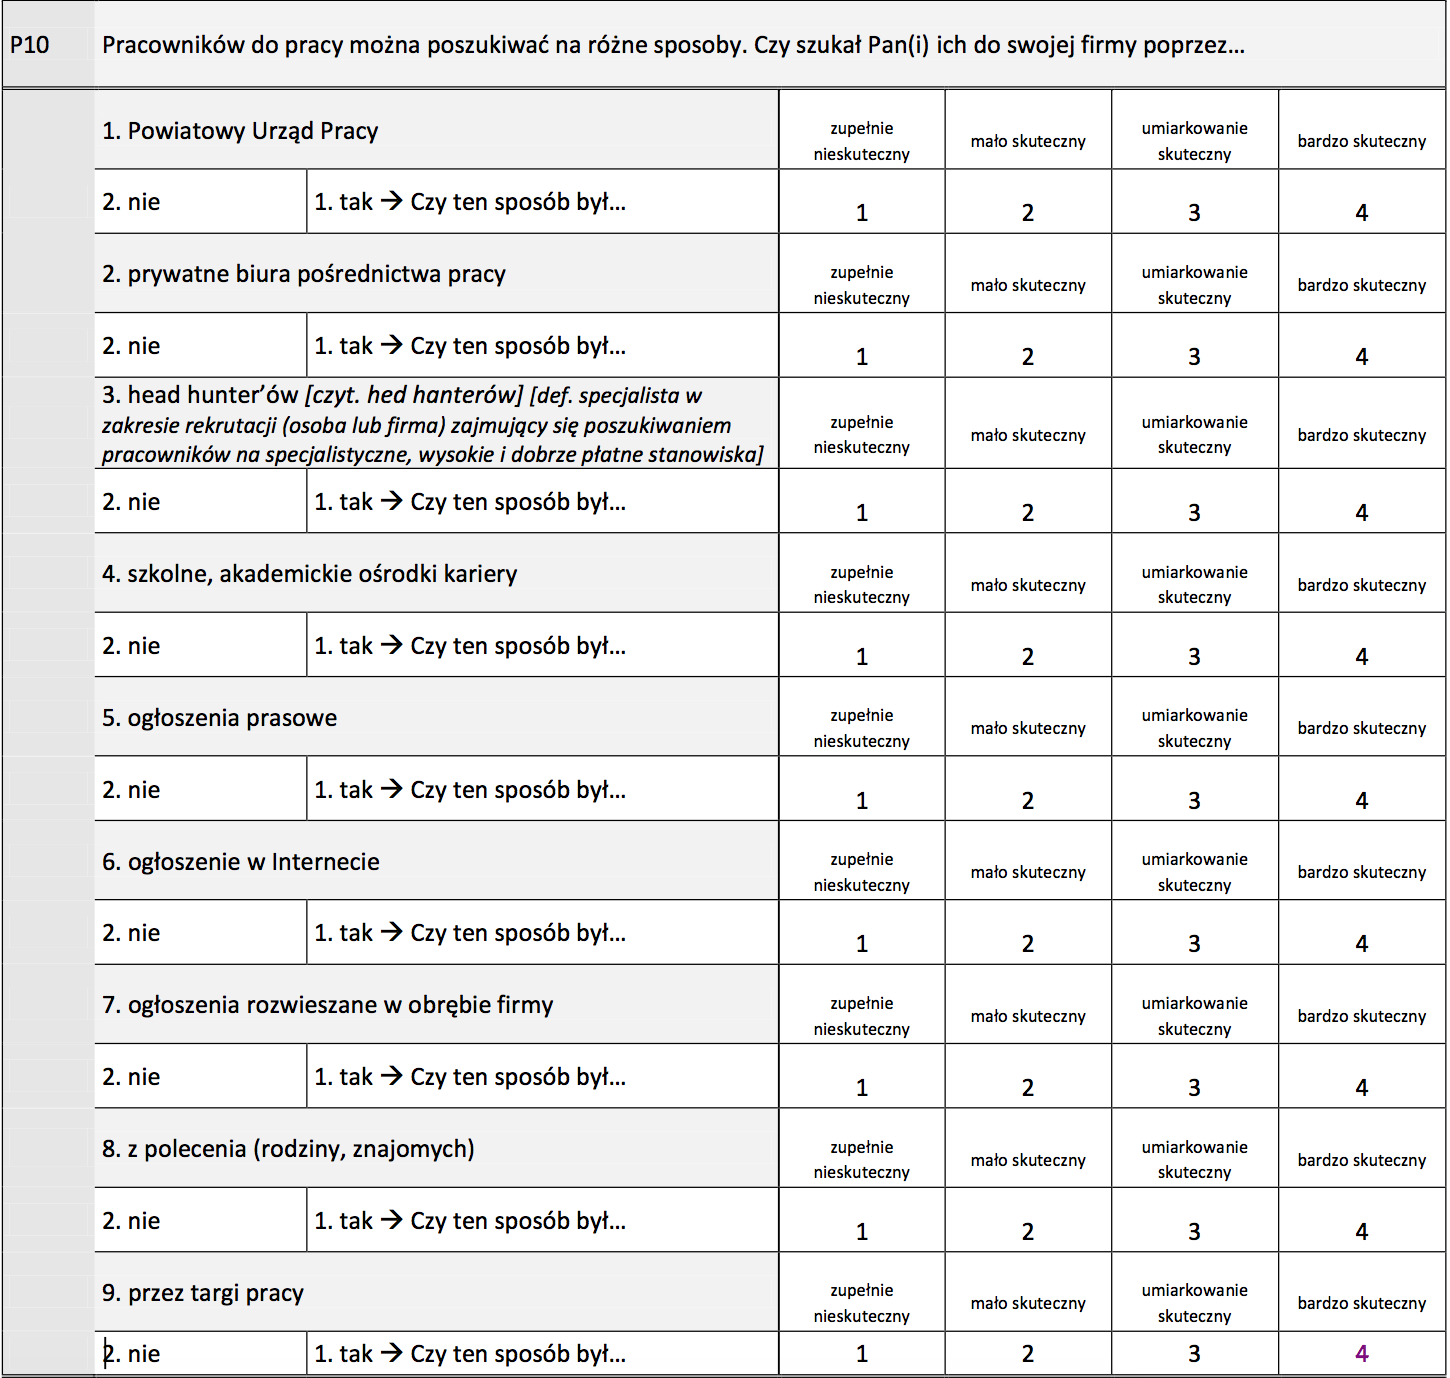 P10 Pracowników do pracy można poszukiwać na różne sposoby. Czy szukał Pan(i) ich do swojej firmy poprzez...
1. Powiatowy Urząd Pracy zupełnie nieskuteczny mało skuteczny umiarkowanie skuteczny bardzo skuteczny
2. nie 1. tak → Czy ten sposób był... 1 2 3 4
2. prywatne biura pośrednictwa pracy zupełnie nieskuteczny mało skuteczny umiarkowanie skuteczny bardzo skuteczny
2. nie 1. tak → Czy ten sposób był... 1 2 3 4
3. head hunter’ów [czyt. hed hanterów] [def. specjalista w
zakresie rekrutacji (osoba lub firma) zajmujący się poszukiwaniem
pracowników na specjalistyczne, wysokie i dobrze płatne stanowiska] zupełnie nieskuteczny mało skuteczny umiarkowanie skuteczny bardzo skuteczny
2. nie 1. tak → Czy ten sposób był... 1 2 3 4
4. szkolne, akademickie ośrodki kariery zupełnie nieskuteczny mało skuteczny umiarkowanie skuteczny bardzo skuteczny
2. nie 1. tak → Czy ten sposób był... 1 2 3 4
5. ogłoszenia prasowe zupełnie nieskuteczny mało skuteczny umiarkowanie skuteczny bardzo skuteczny
2. nie 1. tak → Czy ten sposób był... 1 2 3 4
6. ogłoszenie w Internecie zupełnie nieskuteczny mało skuteczny umiarkowanie skuteczny bardzo skuteczny
2. nie 1. tak → Czy ten sposób był... 1 2 3 4
7. ogłoszenia rozwieszane w obrębie firmy zupełnie nieskuteczny mało skuteczny umiarkowanie skuteczny bardzo skuteczny
2. nie 1. tak → Czy ten sposób był... 1 2 3 4
8. z polecenia (rodziny, znajomych) zupełnie nieskuteczny mało skuteczny umiarkowanie skuteczny bardzo skuteczny
2. nie 1. tak → Czy ten sposób był... 1 2 3 4
9. przez targi pracy zupełnie nieskuteczny mało skuteczny umiarkowanie skuteczny bardzo skuteczny
2. nie 1. tak → Czy ten sposób był... 1 2 3 4